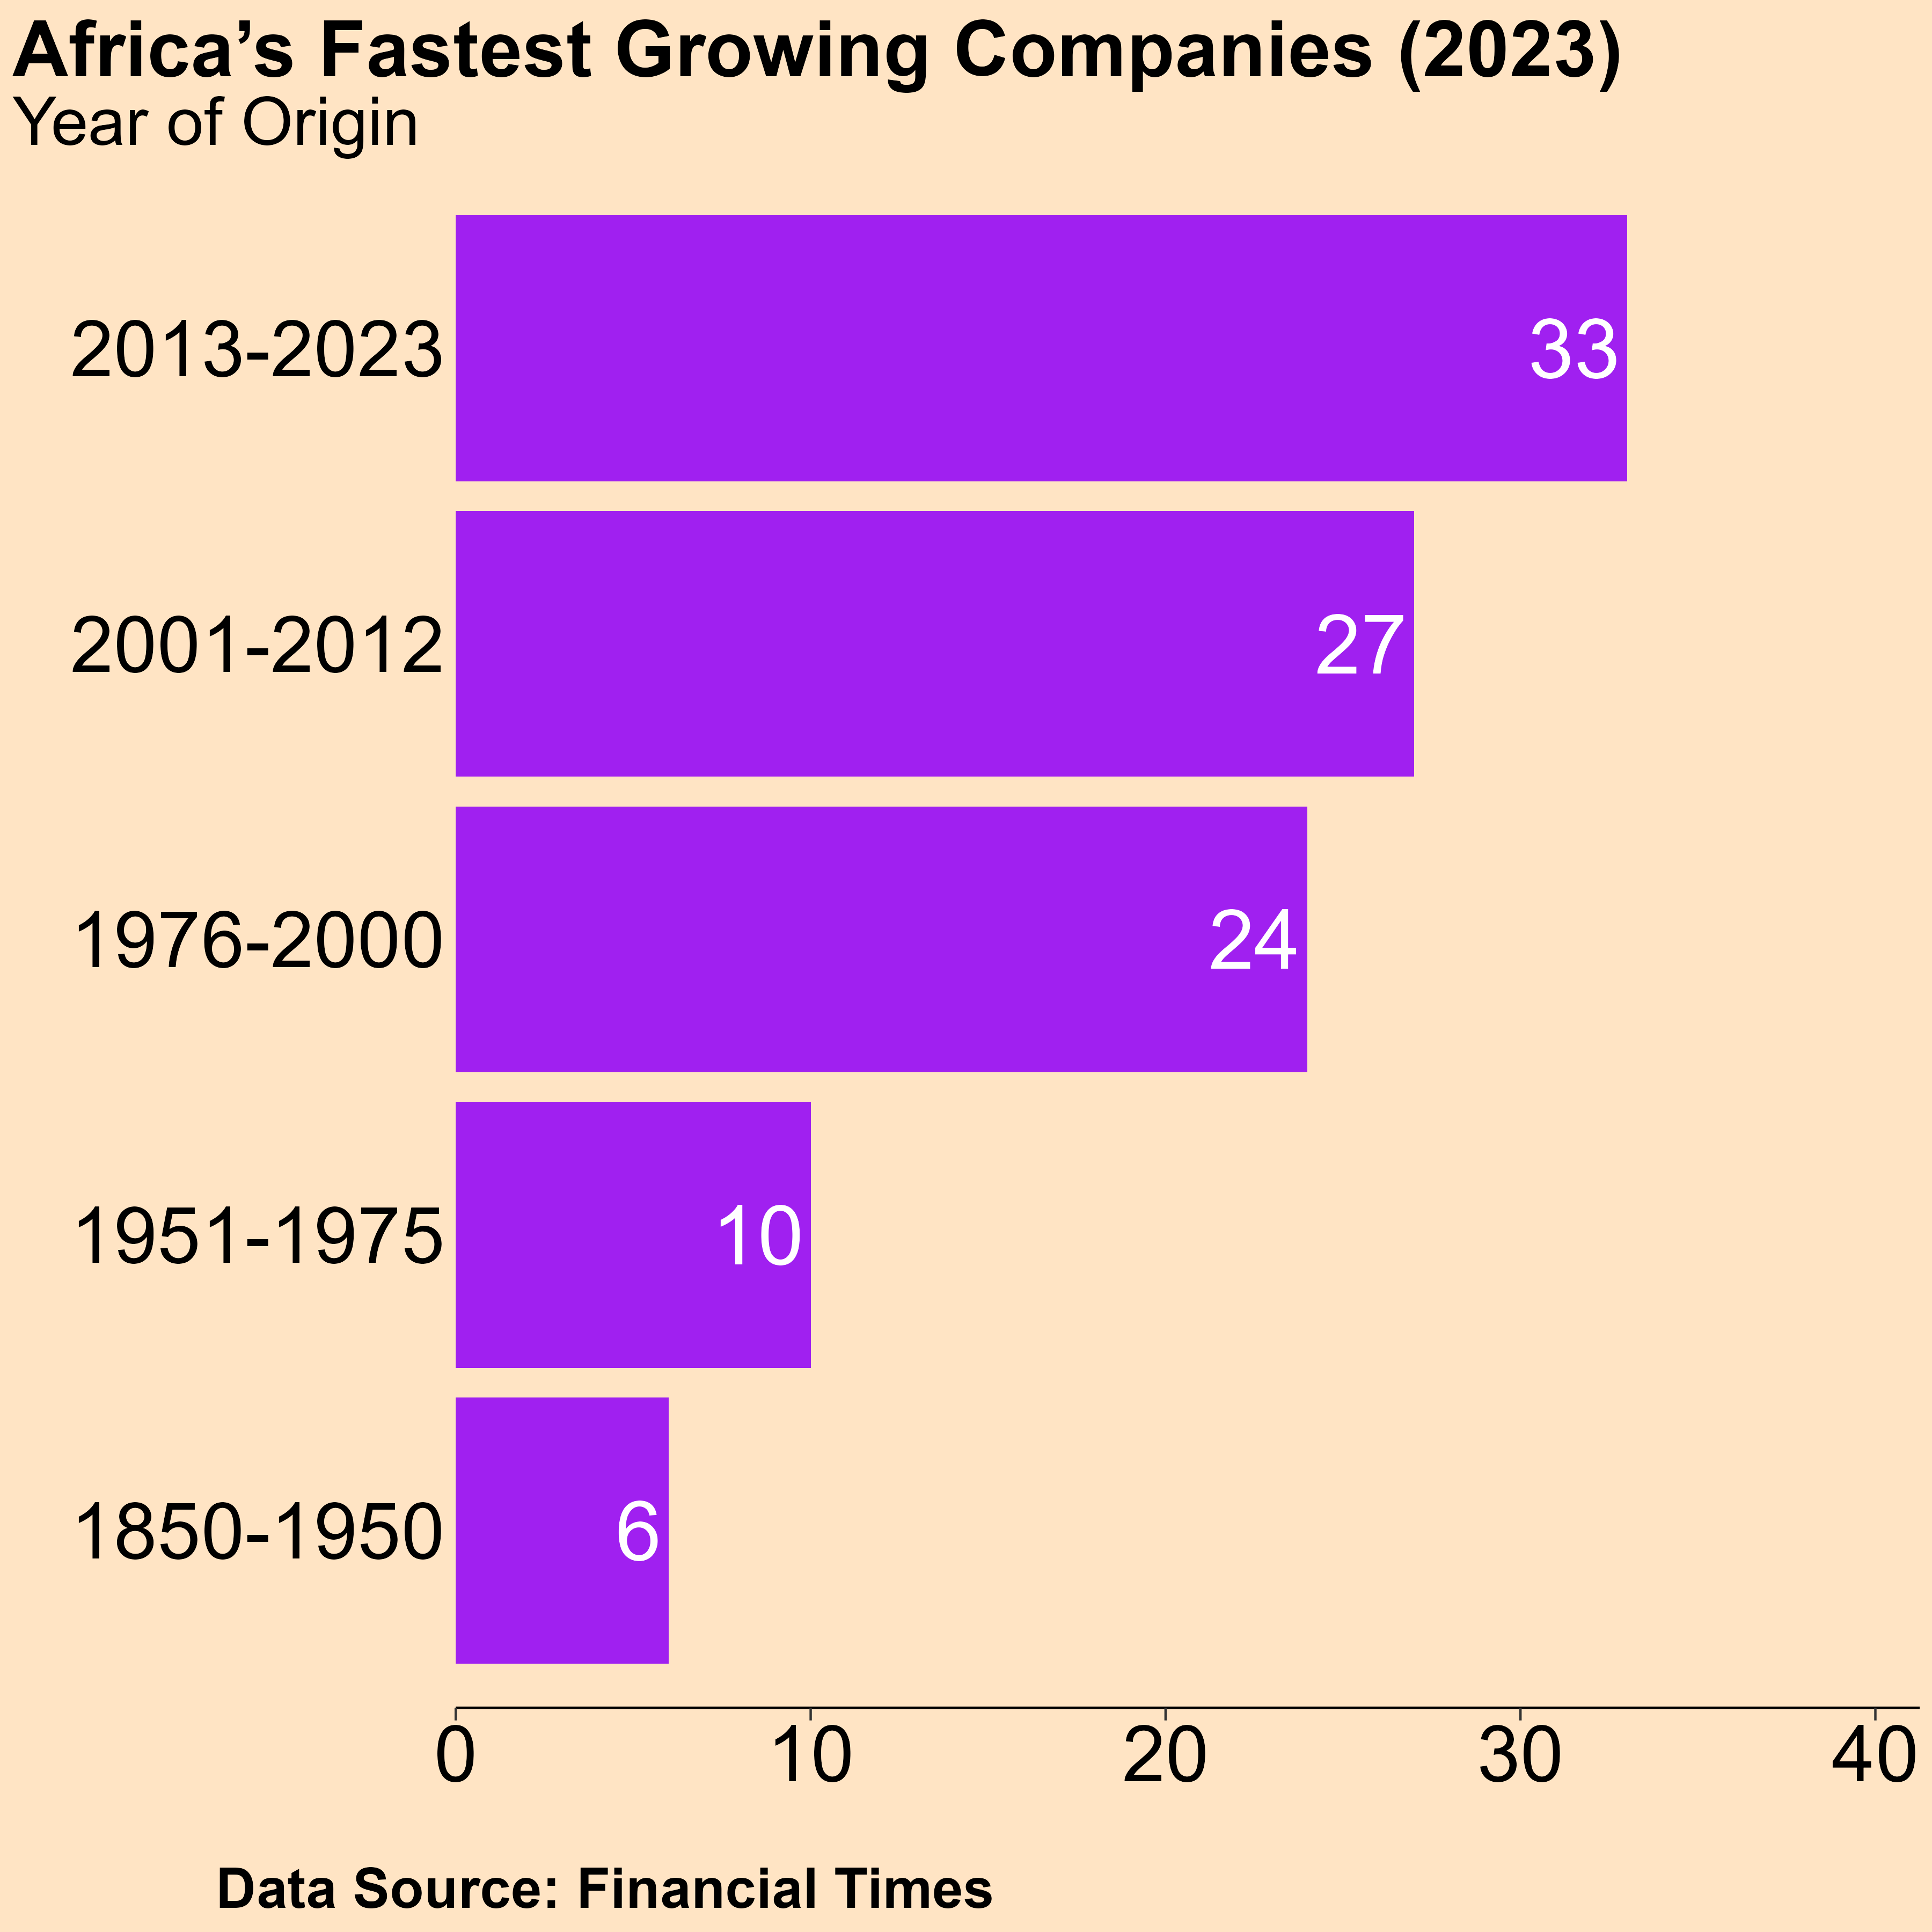 Africa’s Fastest Growing Companies (2023)
Year of Origin
2013-2023
33
2001-2012
27
1976-2000
24
1951-1975
10
1850-1950
6
0 10 20 30 40
Data Source: Financial Times